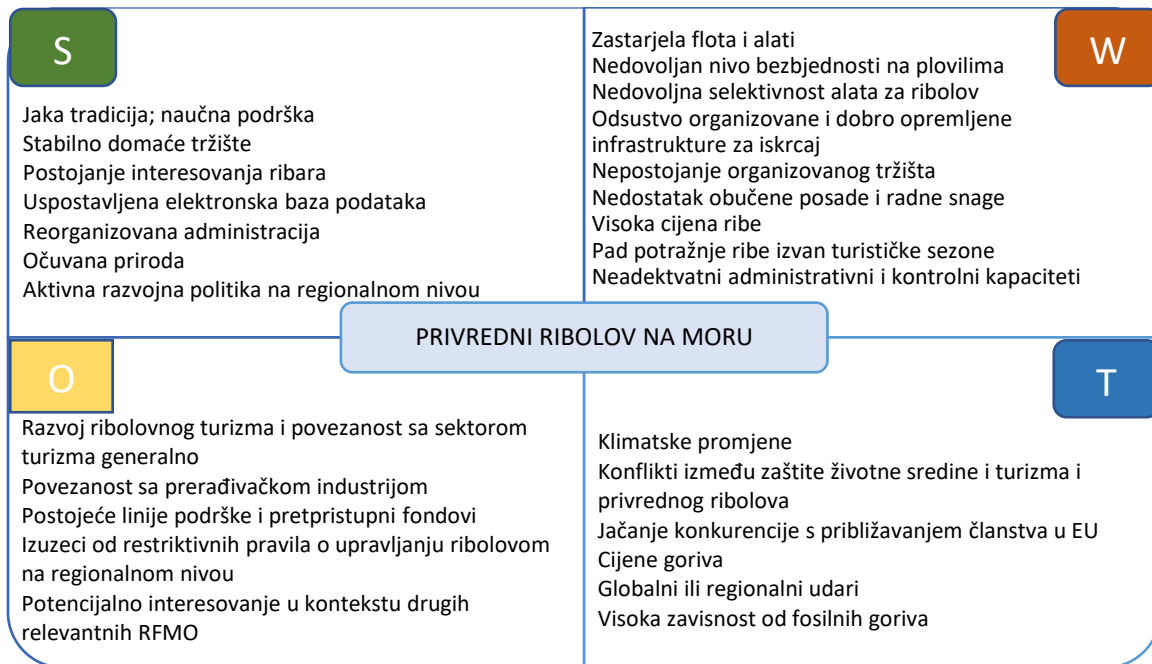 S
Jaka tradicija; naučna podrška
Stabilno domaće tržište
Postojanje interesovanja ribara
Uspostavljena elektronska baza podataka
Reorganizovana administracija
Očuvana priroda
Aktivna razvojna politika na regionalnom nivou
W
Zastarjela flota i alati
Nedovoljan nivo bezbjednosti na plovilima
Nedovoljna selektivnost alata za ribolov
Odsustvo organizovane i dobro opremljene
infrastrukture za iskrcaj
Nepostojanje organizovanog tržišta
Nedostatak obučene posade i radne snage
Visoka cijena ribe
Pad potražnje ribe izvan turističke sezone
Neadektvatni administrativni i kontrolni kapaciteti
PRIVREDNI RIBOLOV NA MORU
O
Razvoj ribolovnog turizma i povezanost sa sektorom
turizma generalno
Povezanost sa prerađivačkom industrijom
Postojeće linije podrške i pretpristupni fondovi
Izuzeci od restriktivnih pravila o upravljanju ribolovom
na regionalnom nivou
Potencijalno interesovanje u kontekstu drugih
relevantnih RFMO
T
Klimatske promjene
Konflikti između zaštite životne sredine i turizma i
privrednog ribolova
Jačanje konkurencije s približavanjem članstva u EU
Cijene goriva
Globalni ili regionalni udari
Visoka zavisnost od fosilnih goriva